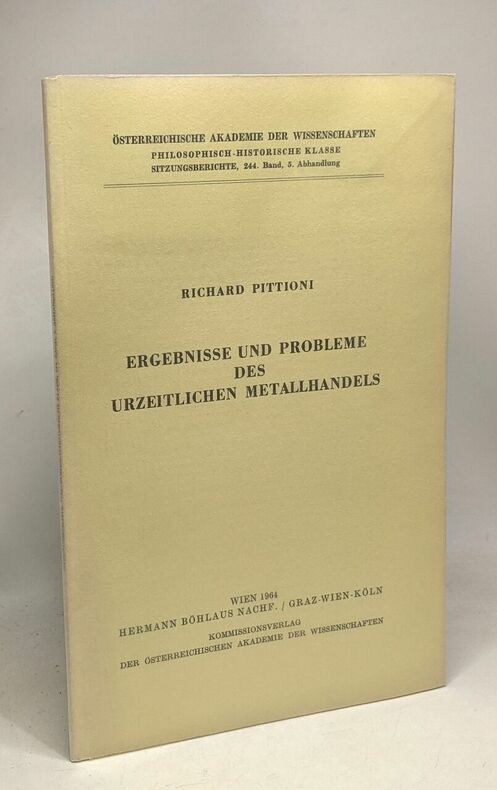 ÖSTERREICHISCHE AKADEMIE DER WISSENSCHAFTEN
PHILOSOPHISCH-HISTORISCHE KLASSE
SITZUNGSBERICHTE, 244. Band, 5. Abhandlung
RICHARD PITTIONI
ERGEBNISSE UND PROBLEME
DES
URZEITLICHEN METALLHANDELS
WIEN 1964
HERMANN BÖHLAUS NACHF. / GRAZ-WIEN-KÖLN
KOMMISSIONSVERLAG
DER ÖSTERREICHISCHEN AKADEMIE DER WISSENSCHAFTEN